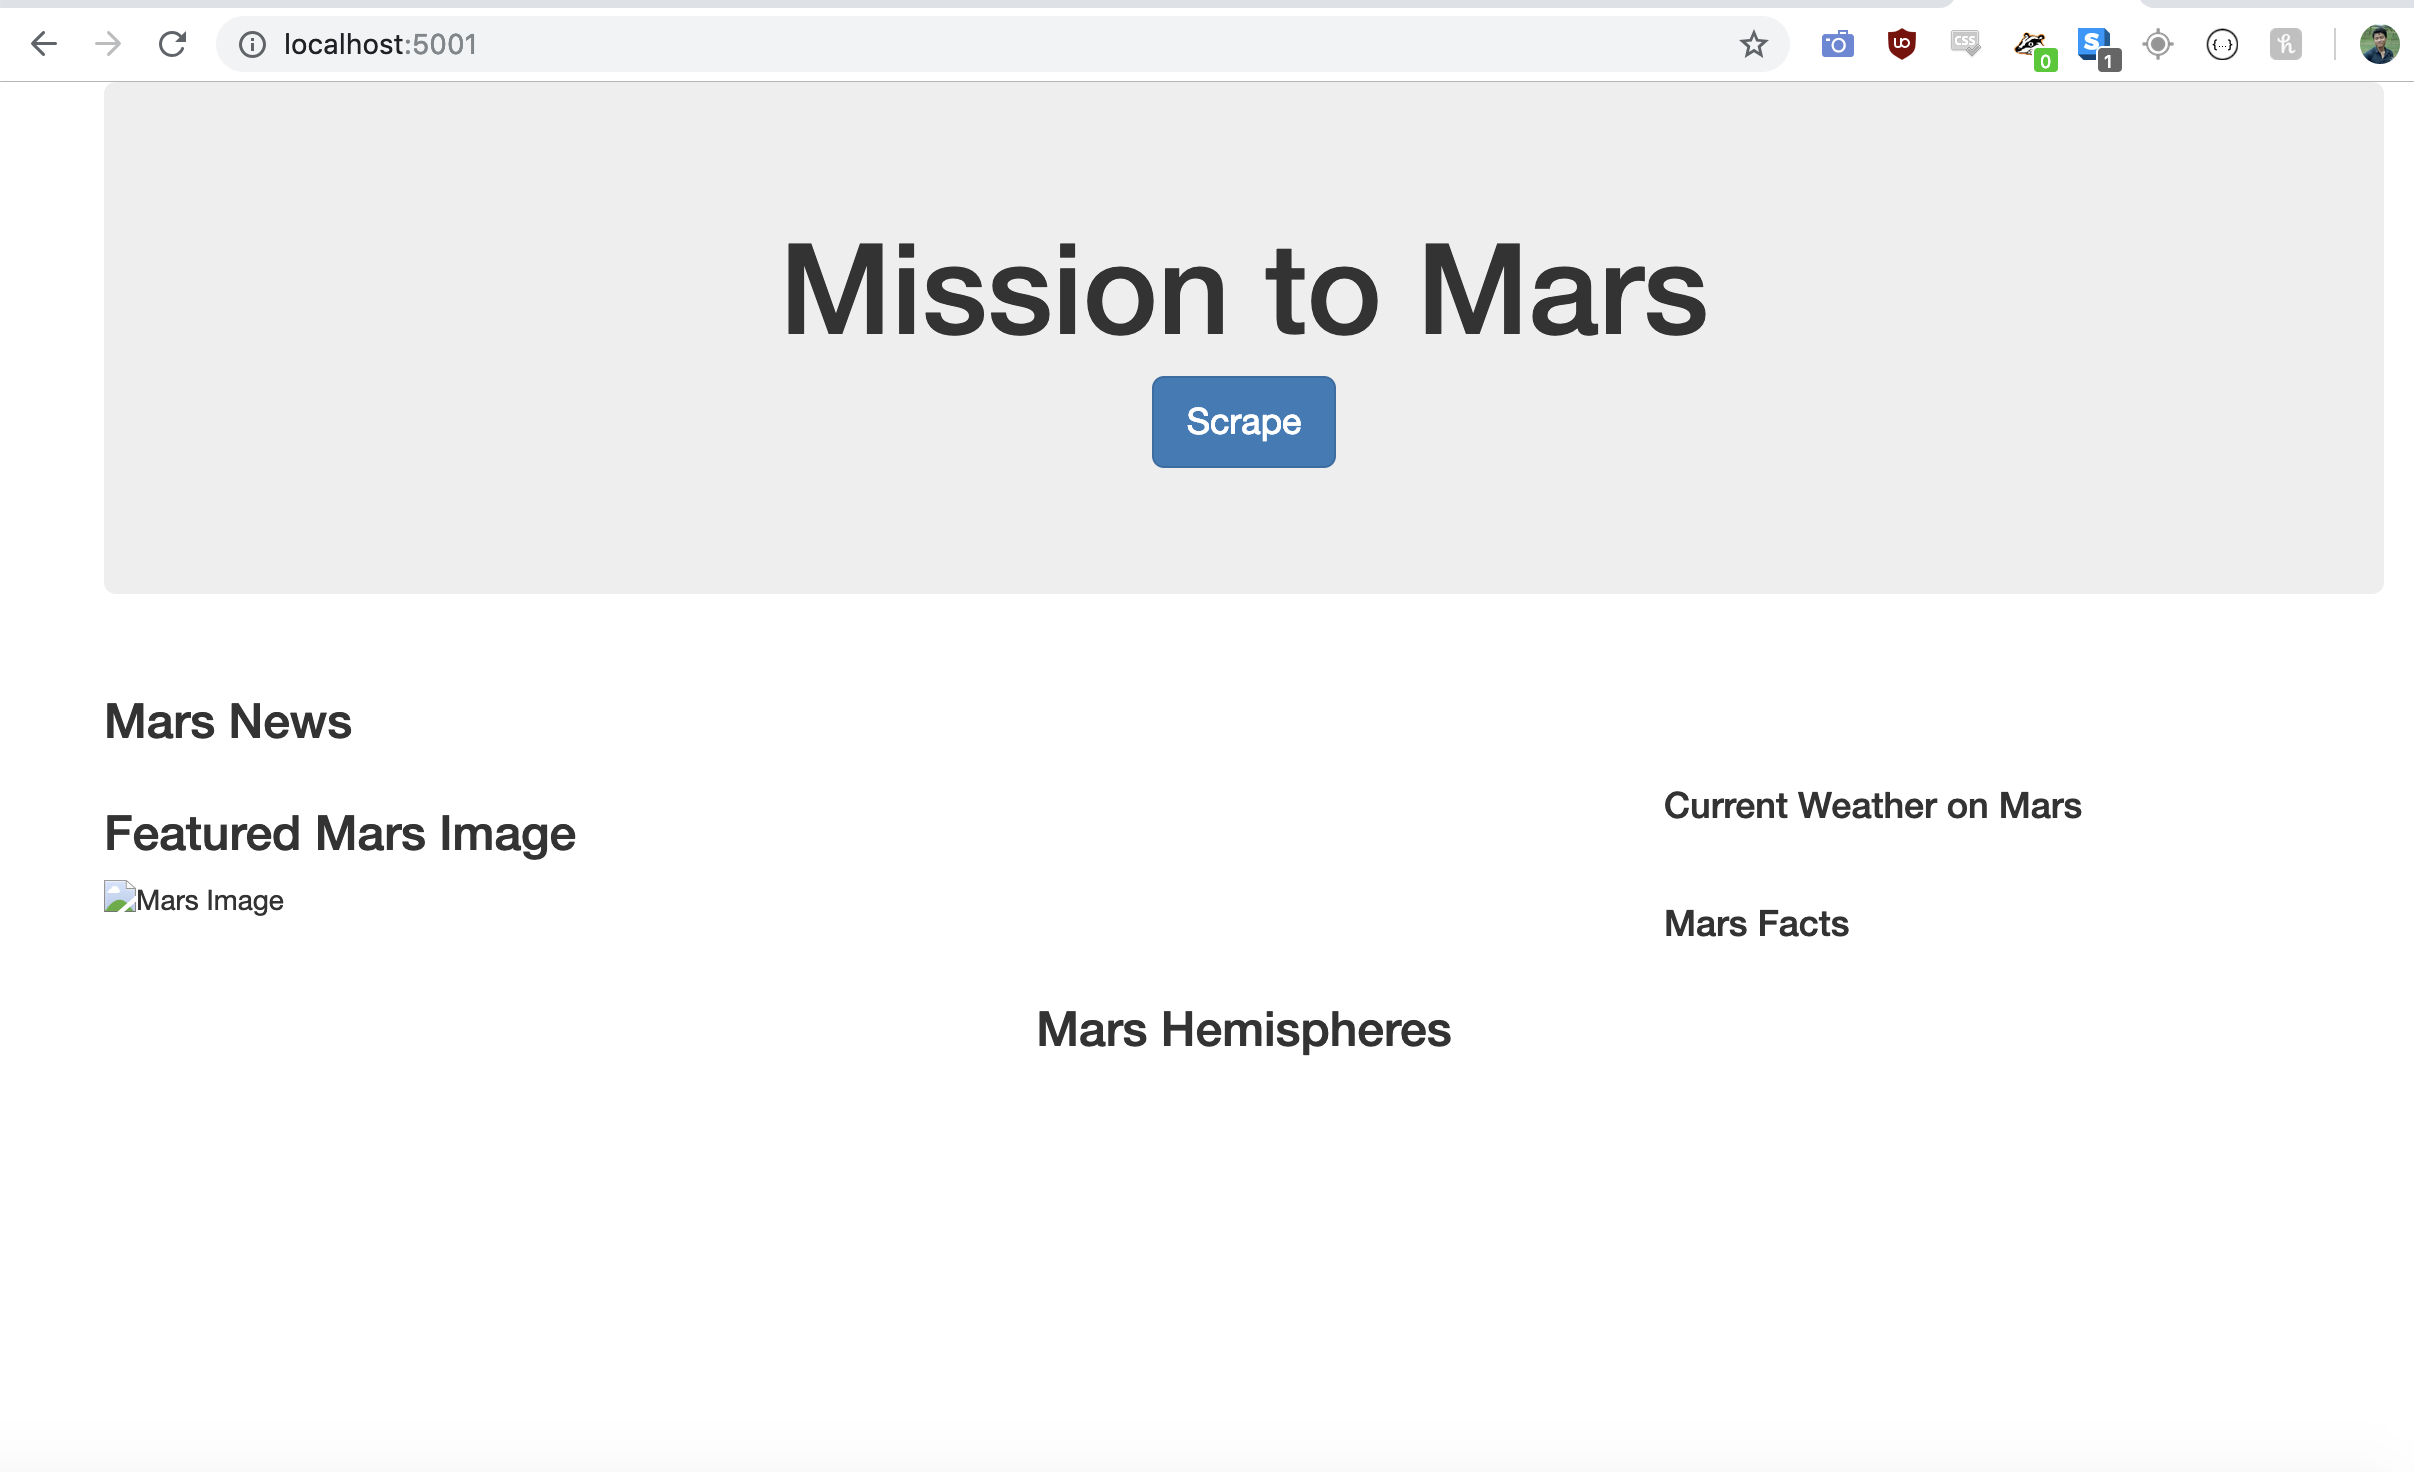 localhost:5001
CSS
0
S
1
{...}
h
Mission to Mars
Scrape
Mars News
Featured Mars Image
Mars Image
Current Weather on Mars
Mars Facts
Mars Hemispheres